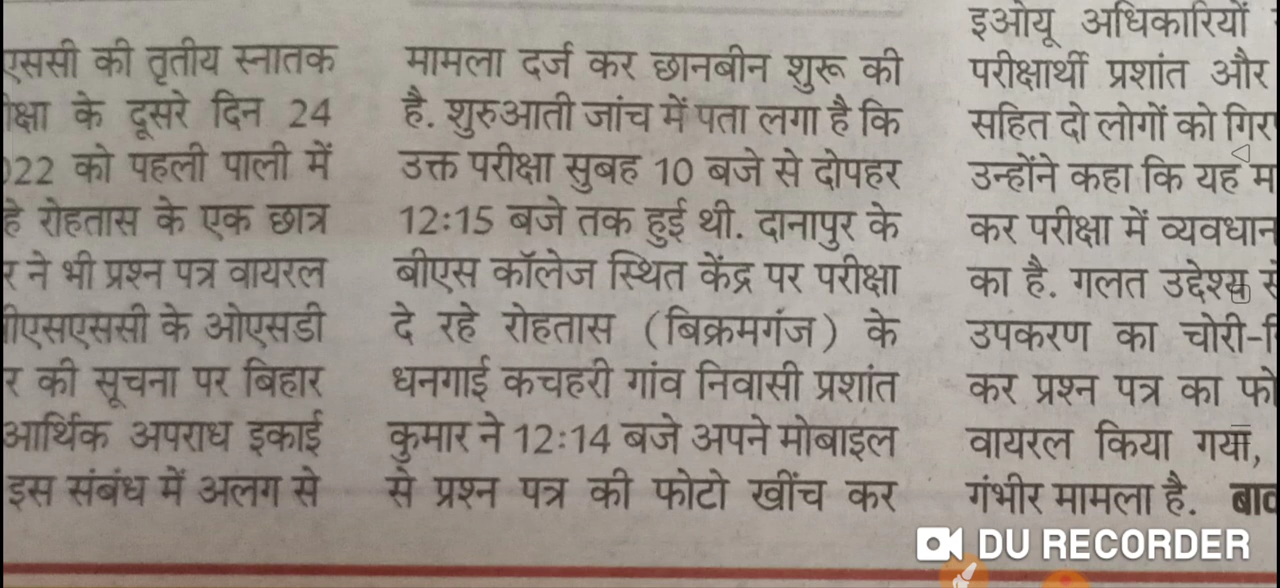 एससी की तृतीय स्नातक
के दूसरे दिन 24
को पहली पाली में
रोहतास के एक छात्र
ने भी प्रश्न पत्र वायरल
के ओएसडी
की सूचना पर बिहार
आर्थिक अपराध इकाई
इस संबंध में अलग से
मामला दर्ज कर छानबीन शुरू की
है. शुरुआती जांच में पता लगा है कि
उक्त परीक्षा सुबह 10 बजे से दोपहर
12:15 बजे तक हुई थी. दानापुर के
बीएस कॉलेज स्थित केंद्र पर परीक्षा
दे रहे रोहतास (बिक्रमगंज) के
धनगाई कचहरी गांव निवासी प्रशांत
कुमार ने 12:14 बजे अपने मोबाइल
से प्रश्न पत्र की फोटो खींच कर
इओयू अधिकारियों
परीक्षार्थी प्रशांत और
सहित दो लोगों को
उन्होंने कहा कि यह
कर परीक्षा में व्यवधान
का है. गलत उद्देश्य
उपकरण का
कर प्रश्न पत्र का
वायरल किया गया,
गंभीर मामला है.
DU RECORDER